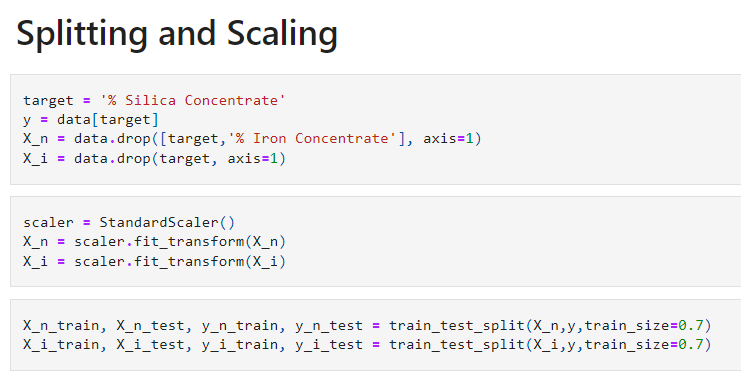 Splitting and Scaling
target = '% Silica Concentrate'
y = data[target]
X_n = data.drop([target,'% Iron Concentrate'], axis=1)
X_i = data.drop(target, axis=1)
scaler = StandardScaler()
X_n = scaler.fit_transform(X_n)
X_i = scaler.fit_transform(X_i)
X_n_train, X_n_test, y_n_train, y_n_test = train_test_split(X_n,y,train_size=0.7)
X_i_train, X_i_test, y_i_train, y_i_test = train_test_split(X_i,y,train_size=0.7)